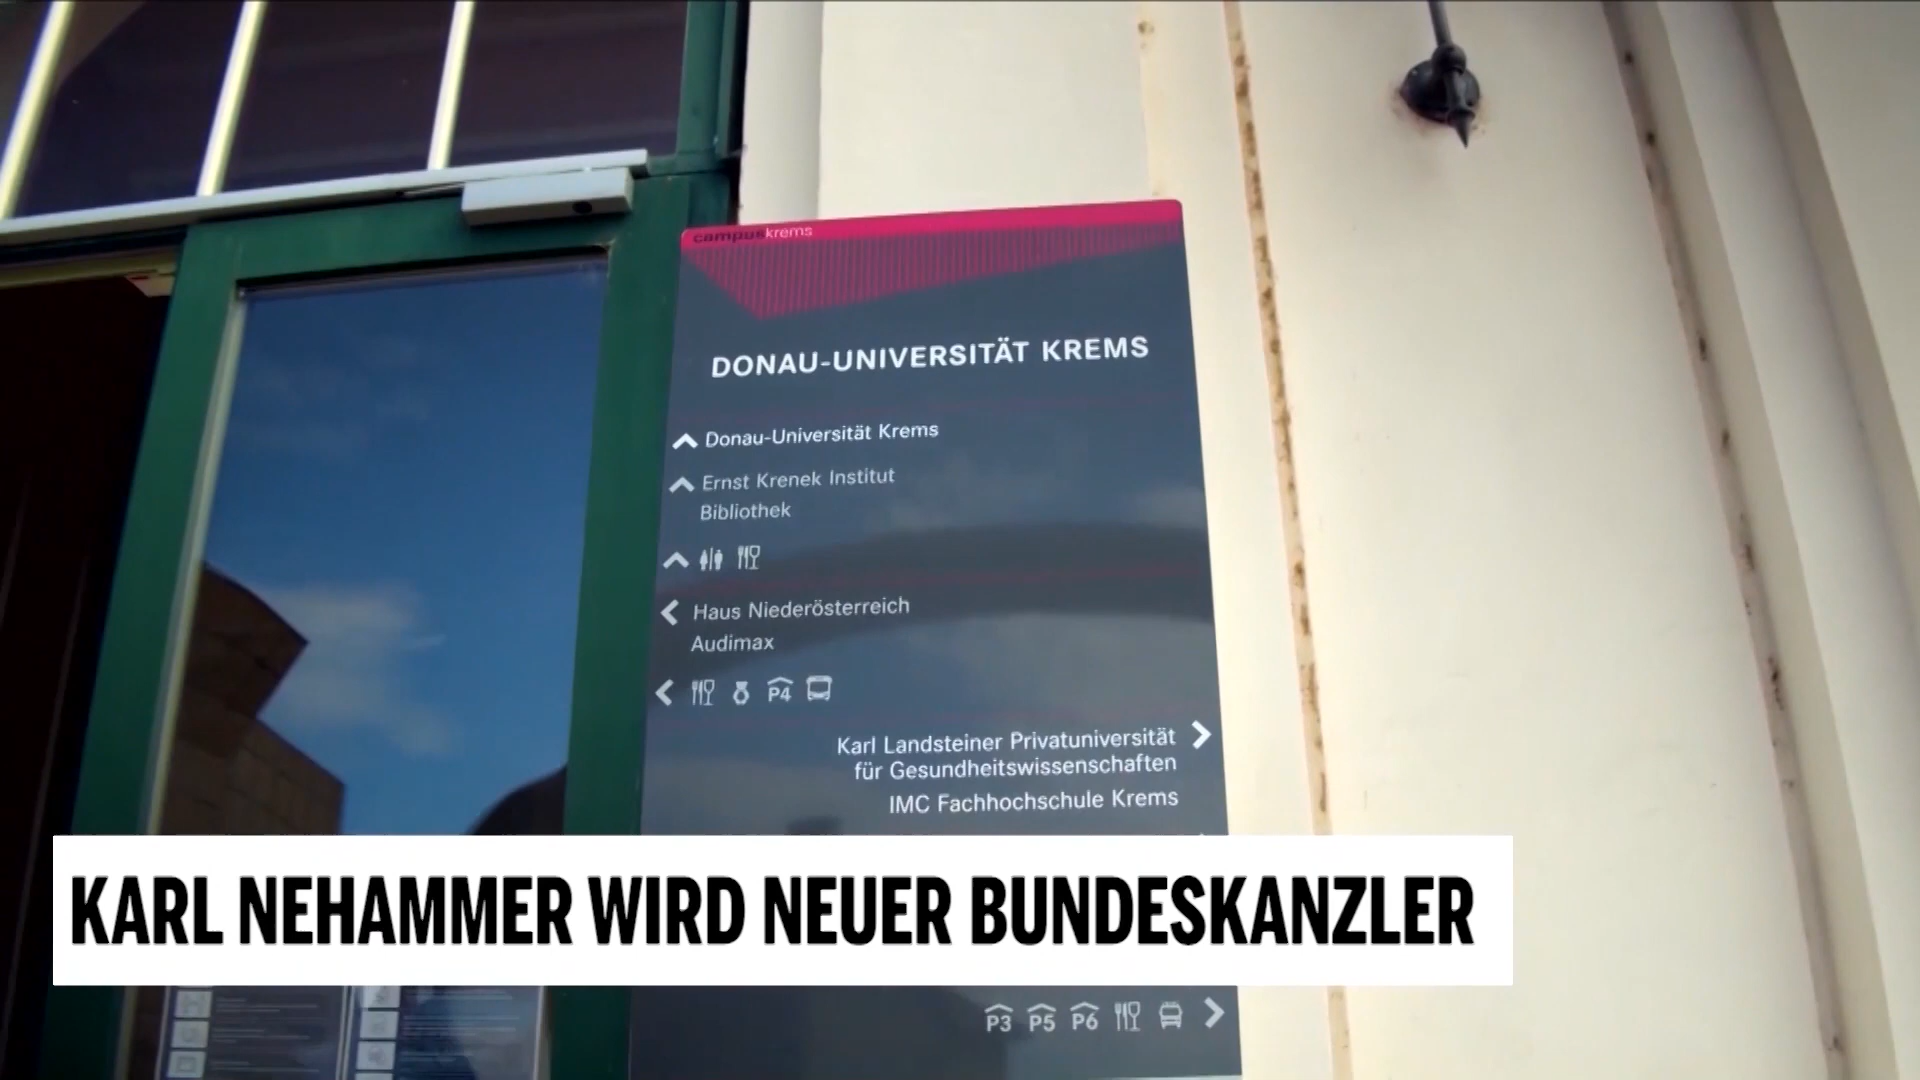 campuskrems
DONAU-UNIVERSITÄT KREMS
Donau-Universität Krems
Ernst Krenek Institut
Bibliothek
Haus Niederösterreich
Audimax
P4
Karl Landsteiner Privatuniversität
für Gesundheitswissenschaften
IMC Fachhochschule Krems
KARL NEHAMMER WIRD NEUER BUNDESKANZLER
P3 P5 P6